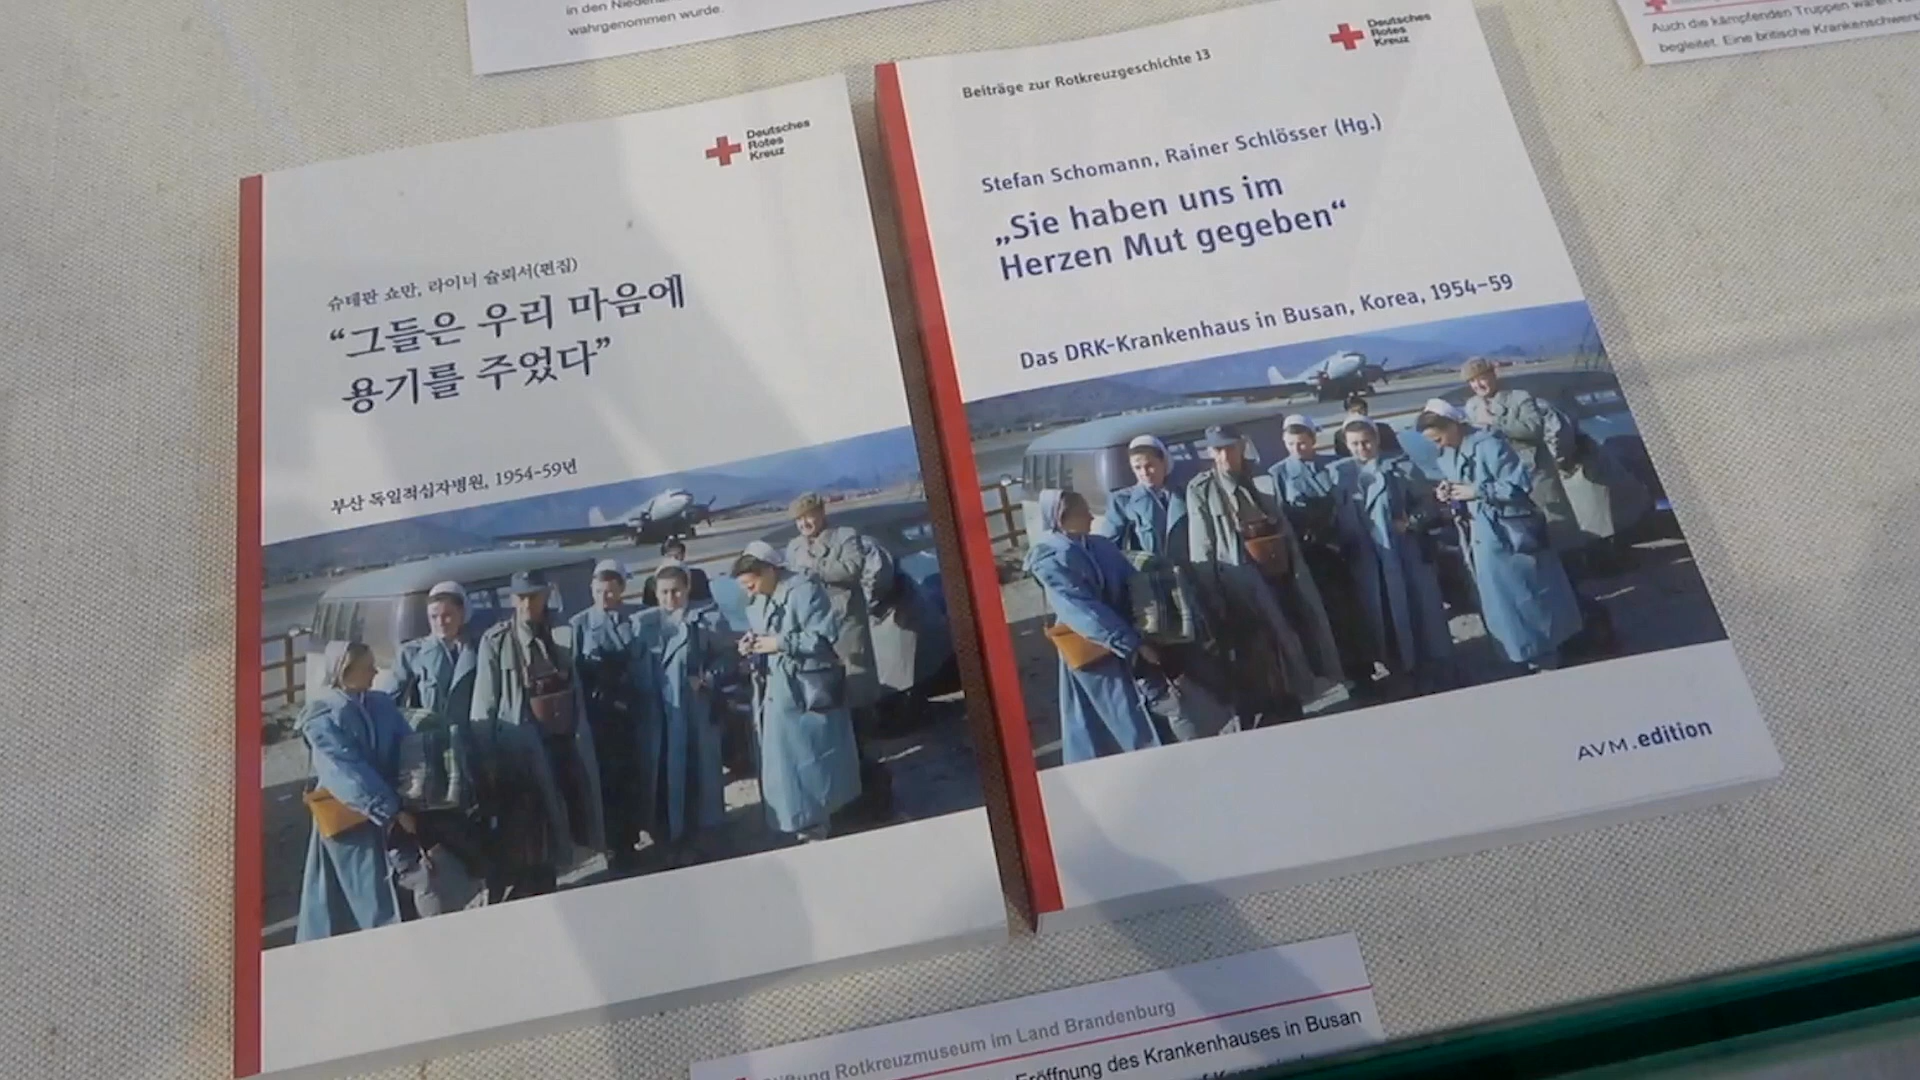 in den
wahrgenommen wurde.
Auch die kämpfenden Truppen waren
begleitet. Eine britische
Deutsches
Rotes
Kreuz
슈테판 쇼만, 라이너 슐뢰서(편집)
“그들은 우리 마음에
용기를 주었다”
부산 독일적십자병원, 1954-59년
Beiträge zur Rotkreuzgeschichte 13
Deutsches
Rotes
Kreuz
Stefan Schomann, Rainer Schlösser (Hg.)
„Sie haben uns im
Herzen Mut gegeben“
Das DRK-Krankenhaus in Busan, Korea, 1954–59
AVM.edition
Rotkreuzmuseum im Land Brandenburg
Eröffnung des Krankenhauses in Busan